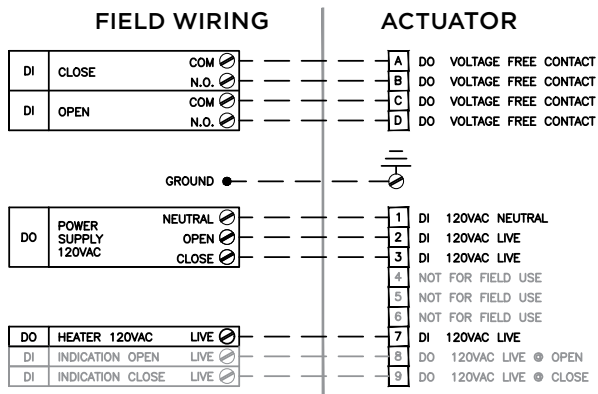 FIELD WIRING ACTUATOR
DI CLOSE COM A DO VOLTAGE FREE CONTACT
N.O. B DO VOLTAGE FREE CONTACT
DI OPEN COM C DO VOLTAGE FREE CONTACT
N.O. D DO VOLTAGE FREE CONTACT
GROUND
DO POWER SUPPLY 120VAC NEUTRAL 1 DI 120VAC NEUTRAL
OPEN 2 DI 120VAC LIVE
CLOSE 3 DI 120VAC LIVE
4 NOT FOR FIELD USE
5 NOT FOR FIELD USE
6 NOT FOR FIELD USE
DO HEATER 120VAC LIVE 7 DI 120VAC LIVE
DI INDICATION OPEN LIVE 8 DO 120VAC LIVE @ OPEN
DI INDICATION CLOSE LIVE 9 DO 120VAC LIVE @ CLOSE